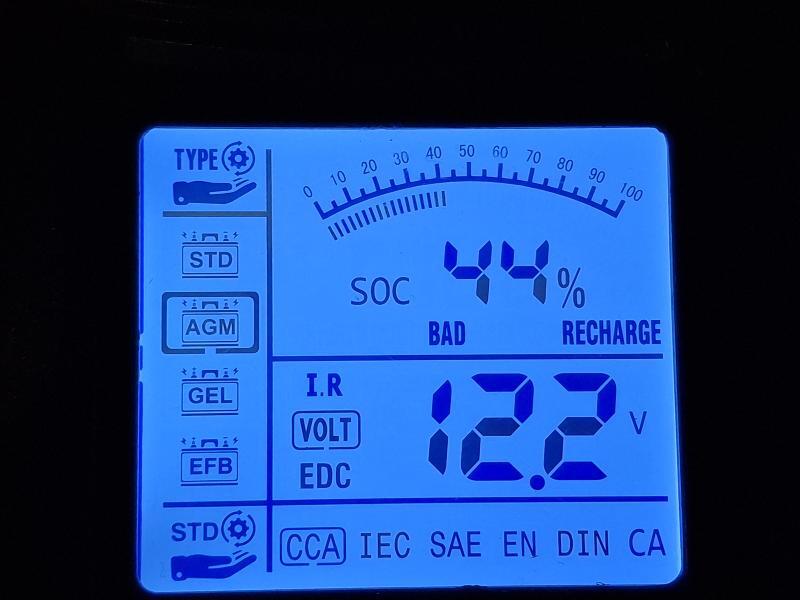 TYPE
0 10 20 30 40 50 60 70 80 90 100
STD
SOC 44%
AGM
BAD RECHARGE
GEL
I.R
VOLT 12.2 V
EFB
EDC
STD
CCA IEC SAE EN DIN CA